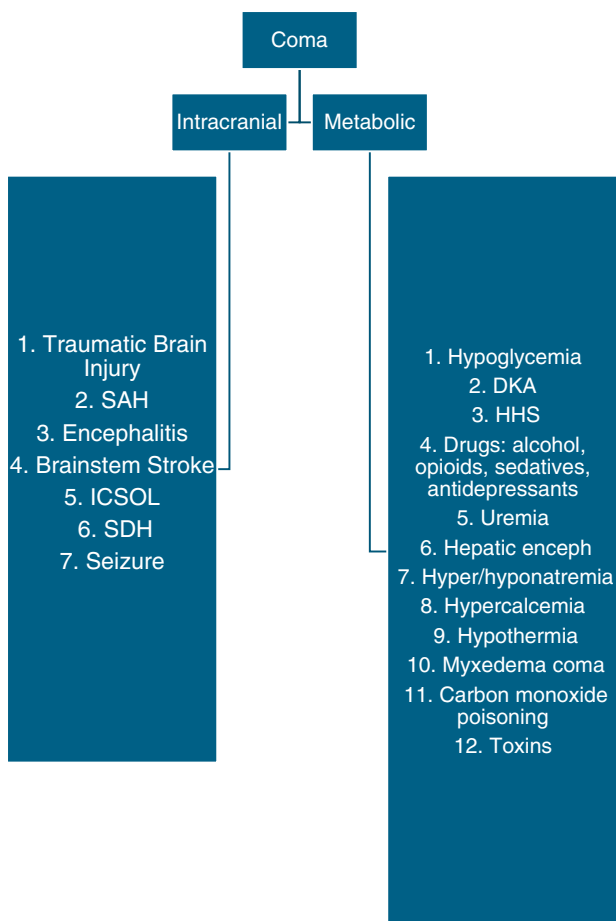 Coma
Intracranial
Metabolic
1. Traumatic Brain
Injury
2. SAH
3. Encephalitis
4. Brainstem Stroke
5. ICSOL
6. SDH
7. Seizure
1. Hypoglycemia
2. DKA
3. HHS
4. Drugs: alcohol,
opioids, sedatives,
antidepressants
5. Uremia
6. Hepatic enceph
7. Hyper/hyponatremia
8. Hypercalcemia
9. Hypothermia
10. Myxedema coma
11. Carbon monoxide
poisoning
12. Toxins